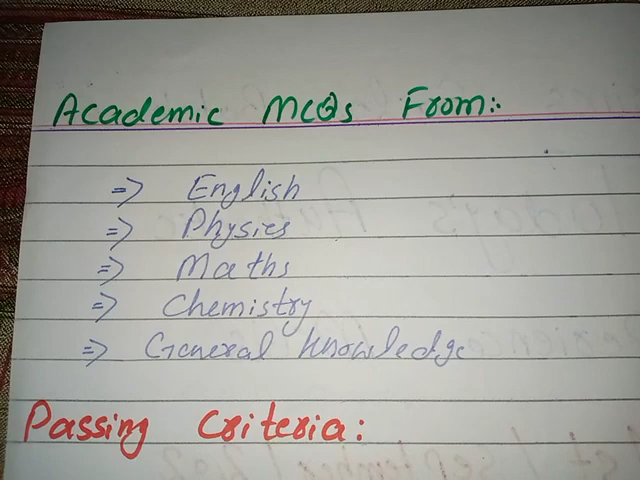 Academic MCQs From:-
=> English
=> Physics
=> Maths
=> Chemistry
=> General knowledge
Passing Criteria: